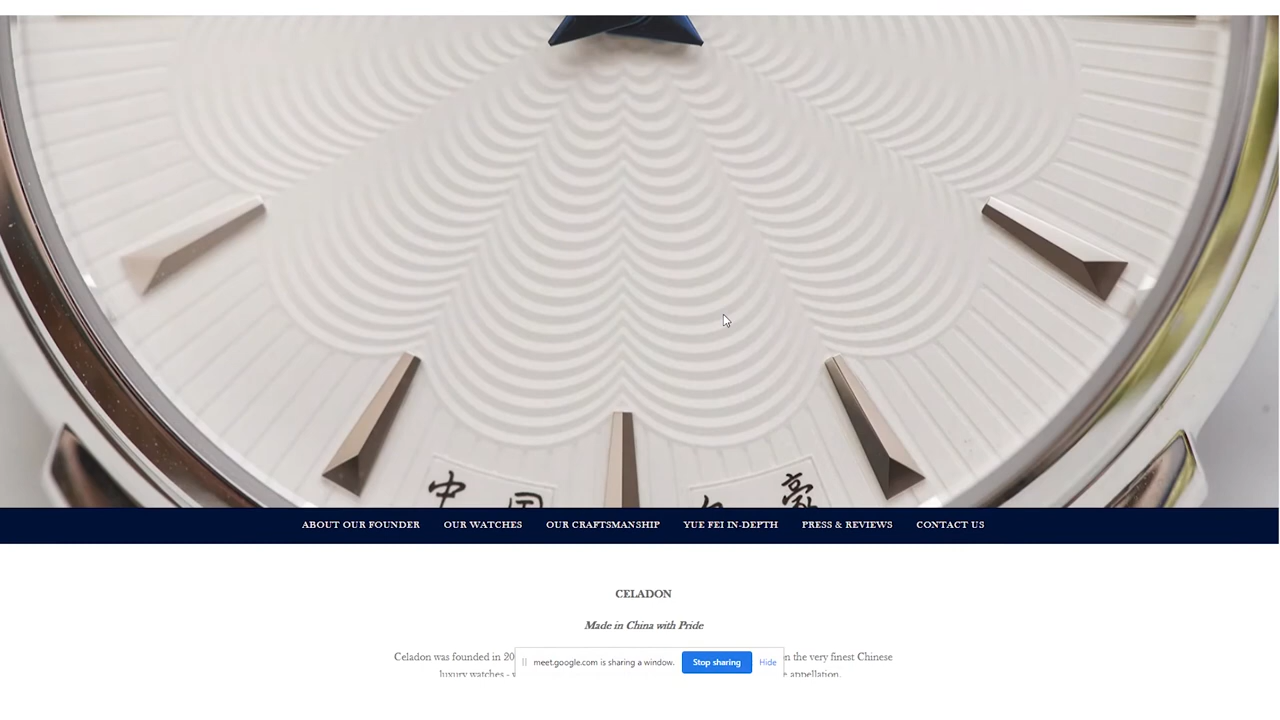 中国
ABOUT OUR FOUNDER OUR WATCHES OUR CRAFTSMANSHIP YUE FEI IN-DEPTH PRESS & REVIEWS CONTACT US
CELADON
Made in China with Pride
Celadon was founded in 20 n the very finest Chinese
luxury watches - appellation.
meet.google.com is sharing a window. Stop sharing Hide